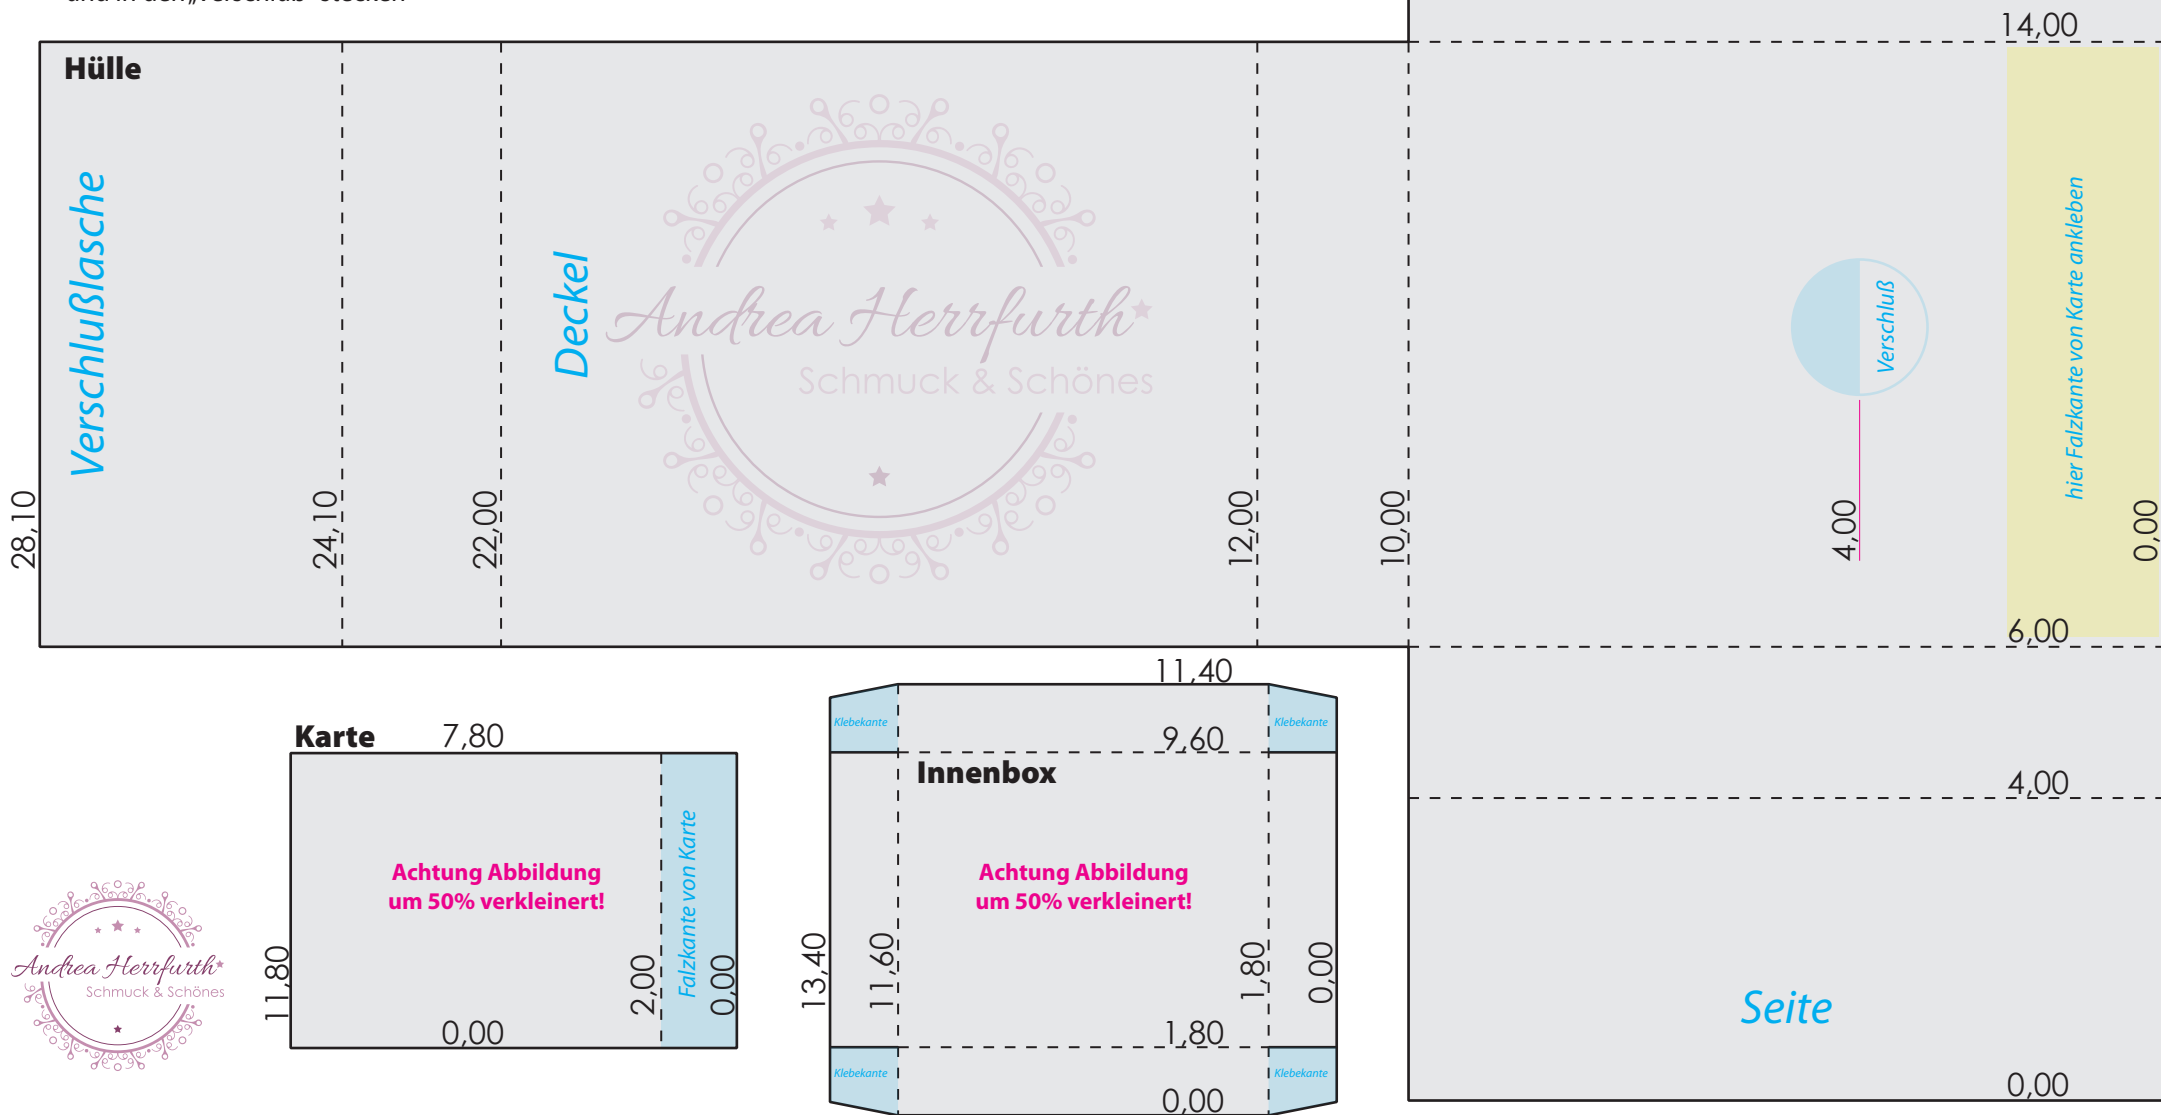 14,00
Hülle
Verschlußlasche
Deckel
Andrea Herrfurth
Schmuck & Schönes
Verschluß
hier Falzkante von Karte ankleben
28,10
24,10
22,00
12,00
10,00
4,00
0,00
6,00
Karte
7,80
Achtung Abbildung
um 50% verkleinert!
Falzkante von Karte
11,80
2,00
0,00
0,00
11,40
Klebekante
Klebekante
9,60
Innenbox
Achtung Abbildung
um 50% verkleinert!
13,40
11,60
1,80
0,00
1,80
Klebekante
Klebekante
0,00
4,00
Seite
0,00
Andrea Herrfurth
Schmuck & Schönes